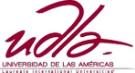 udla
UNIVERSIDAD DE LAS AMÉRICAS
Laureate International Universities